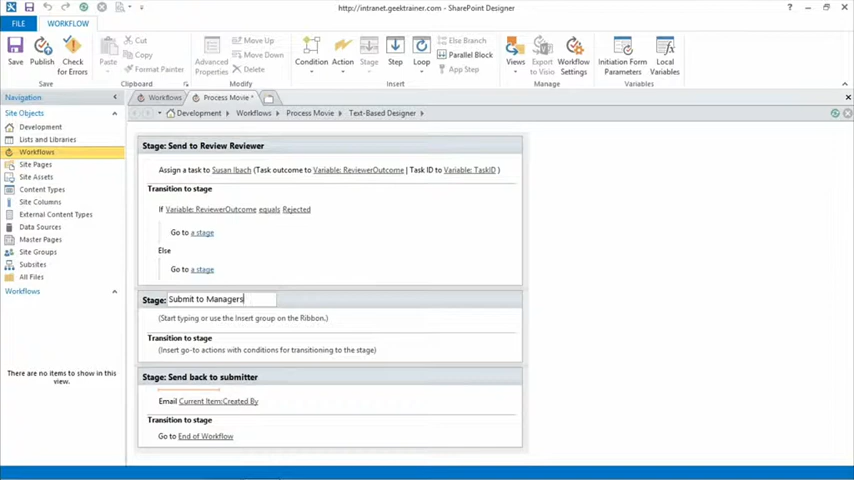 http://intranet.geektrainer.com - SharePoint Designer
FILE
WORKFLOW
Save
Publish
Check for Errors
Save
Paste
Cut
Copy
Format Painter
Clipboard
Advanced Properties
Move Up
Move Down
Delete
Modify
Condition
Action
Stage
Step
Loop
Else Branch
Parallel Block
App Step
Insert
Views
Export to Visio
Workflow Settings
Manage
Initiation Form Parameters
Local Variables
Variables
Navigation
Site Objects
Development
Lists and Libraries
Workflows
Site Pages
Site Assets
Content Types
Site Columns
External Content Types
Data Sources
Master Pages
Site Groups
Subsites
All Files
Workflows
There are no items to show in this
view.
Workflows
Process Movie *
Development
Workflows
Process Movie
Text-Based Designer
Stage: Send to Review Reviewer
Assign a task to Susan Ibach (Task outcome to Variable: ReviewerOutcome | Task ID to Variable: TaskID )
Transition to stage
If Variable: ReviewerOutcome equals Rejected
Go to a stage
Else
Go to a stage
Stage: Submit to Managers
(Start typing or use the Insert group on the Ribbon.)
Transition to stage
(Insert go-to actions with conditions for transitioning to the stage)
Stage: Send back to submitter
Email Current Item:Created By
Transition to stage
Go to End of Workflow